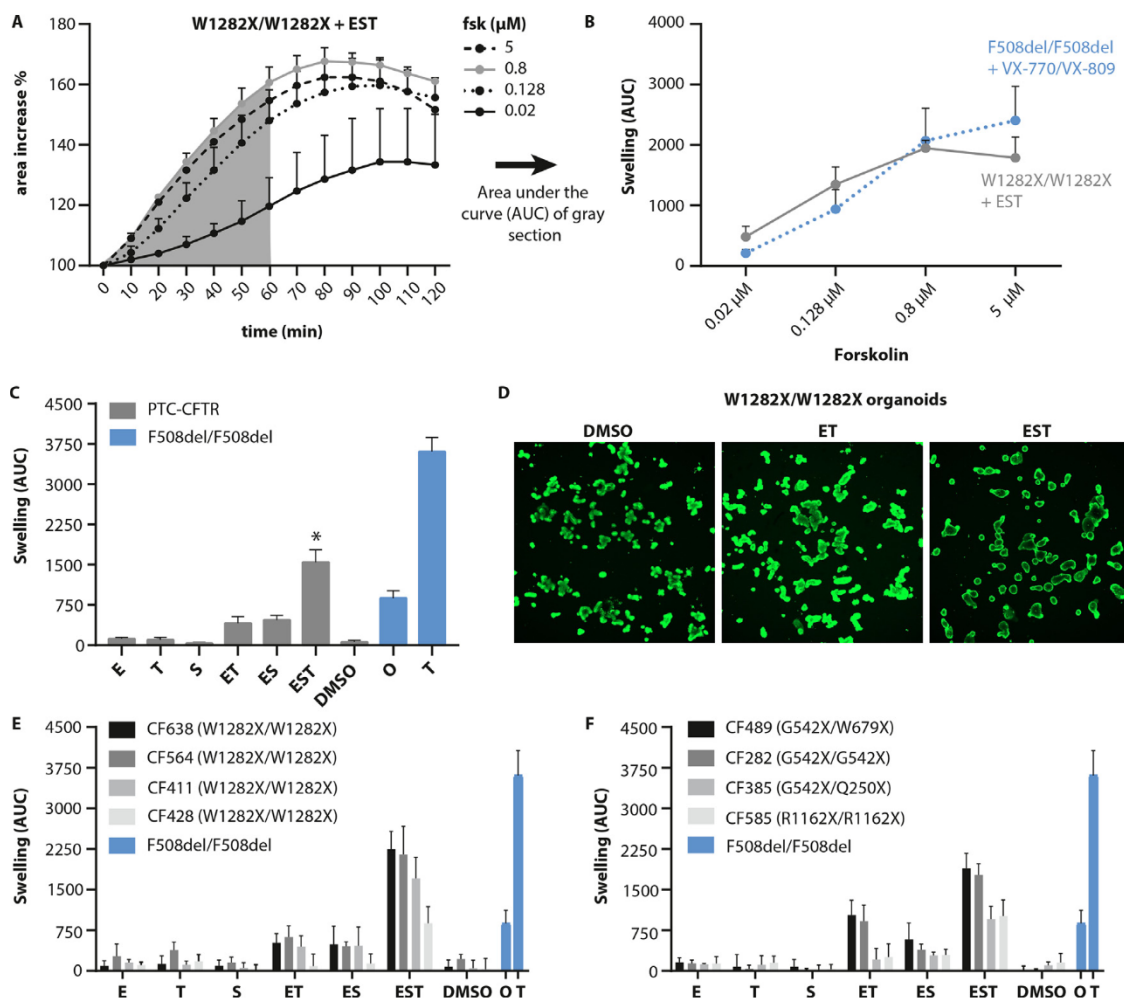 A
W1282X/W1282X + EST
fsk (μM)
5
0.8
0.128
0.02
area increase %
180
160
140
120
100
0 10 20 30 40 50 60 70 80 90 100 110 120
time (min)
Area under the
curve (AUC) of gray
section
B
F508del/F508del
+ VX-770/VX-809
W1282X/W1282X
+ EST
Swelling (AUC)
4000
3000
2000
1000
0
0.02 μM 0.128 μM 0.8 μM 5 μM
Forskolin
C
PTC-CFTR
F508del/F508del
Swelling (AUC)
4500
3750
3000
2250
1500
750
0
*
E T S ET ES EST DMSO O T
D
W1282X/W1282X organoids
DMSO ET EST
E
CF638 (W1282X/W1282X)
CF564 (W1282X/W1282X)
CF411 (W1282X/W1282X)
CF428 (W1282X/W1282X)
F508del/F508del
Swelling (AUC)
4500
3750
3000
2250
1500
750
0
E T S ET ES EST DMSO O T
F
CF489 (G542X/W679X)
CF282 (G542X/G542X)
CF385 (G542X/Q250X)
CF585 (R1162X/R1162X)
F508del/F508del
Swelling (AUC)
4500
3750
3000
2250
1500
750
0
E T S ET ES EST DMSO O T